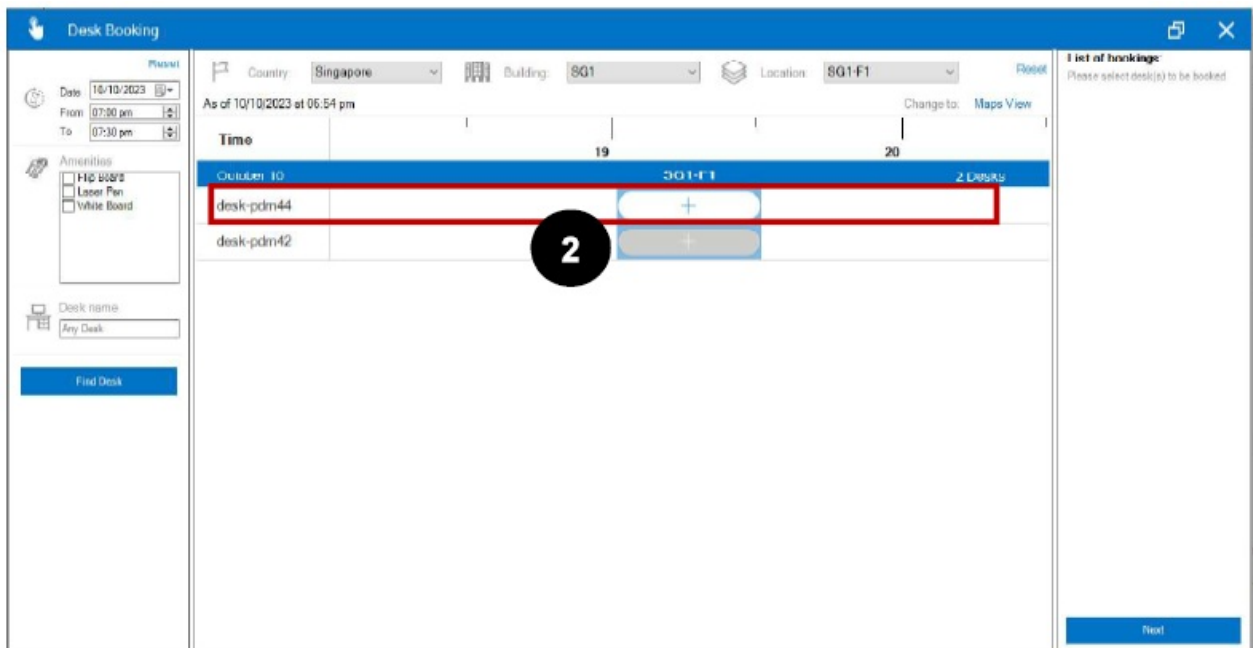 Desk Booking
Reset
Date 10/10/2023
From 07:00 pm
To 07:30 pm
Amenities
Flip Board
Laser Pen
White Board
Desk name
Any Desk
Find Desk
Country: Singapore Building: SG1 Location: SG1-F1 Reset
As of 10/10/2023 at 06:54 pm Change to: Maps View
Time 19 20
October 10 SG1-F1 2 Desks
desk-pdm44 +
desk-pdm42 +
2
List of bookings:
Please select desk(s) to be booked
Next